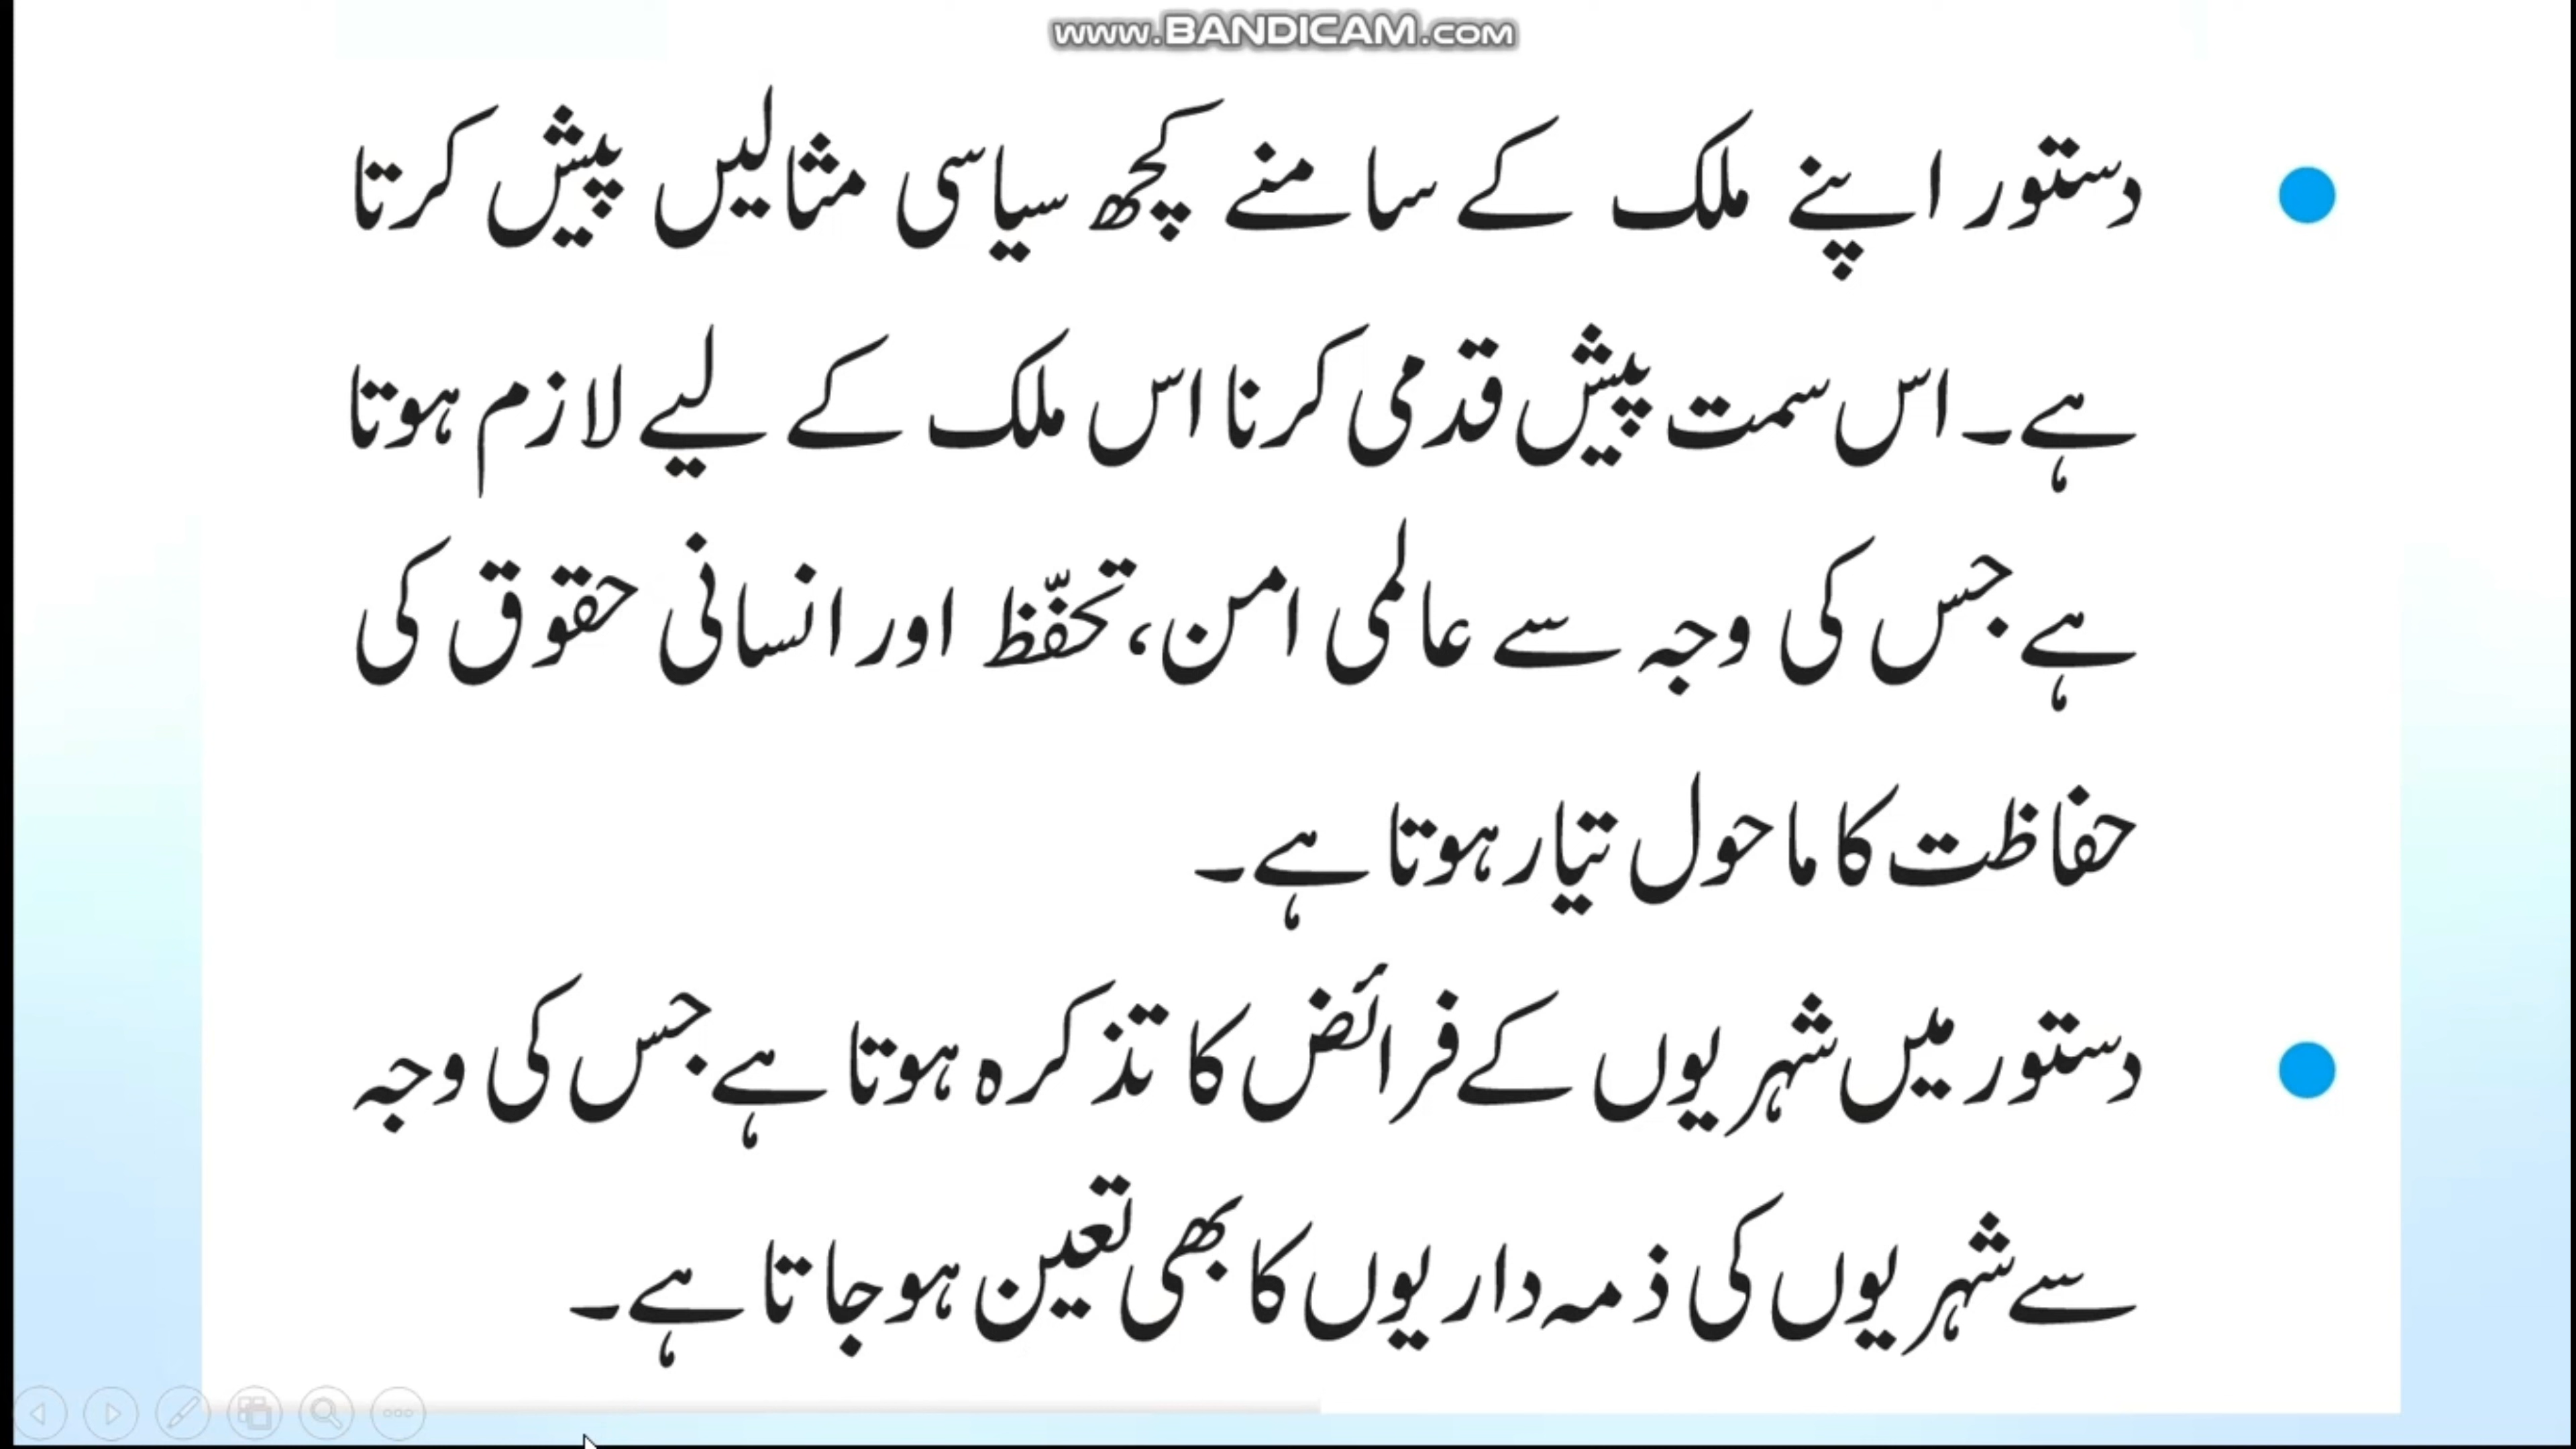 www.BANDICAM.com
● دستور اپنے ملک کے سامنے کچھ سیاسی مثالیں پیش کرتا
ہے۔ اس سمت پیش قدمی کرنا اس ملک کے لیے لازم ہوتا
ہے جس کی وجہ سے عالمی امن، تحفّظ اور انسانی حقوق کی
حفاظت کا ماحول تیار ہوتا ہے۔
● دستور میں شہریوں کے فرائض کا تذکرہ ہوتا ہے جس کی وجہ
سے شہریوں کی ذمہ داریوں کا بھی تعین ہوجاتا ہے۔